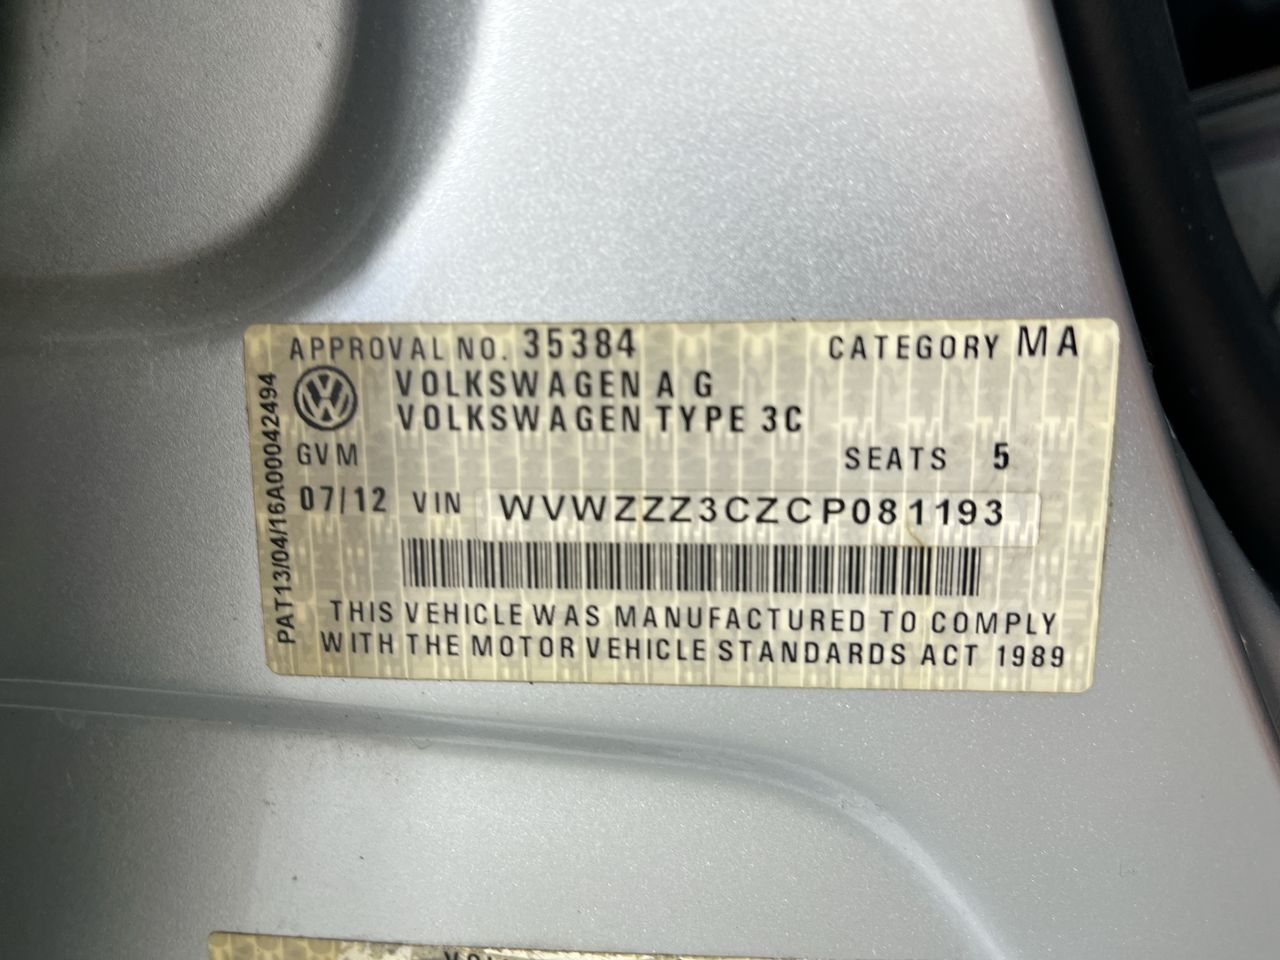 APPROVAL NO. 35384 CATEGORY MA
VOLKSWAGEN A G
VOLKSWAGEN TYPE 3C
GVM SEATS 5
07/12 VIN WVWZZZ3CZCP081193
THIS VEHICLE WAS MANUFACTURED TO COMPLY
WITH THE MOTOR VEHICLE STANDARDS ACT 1989
PAT13/04/16A00042494